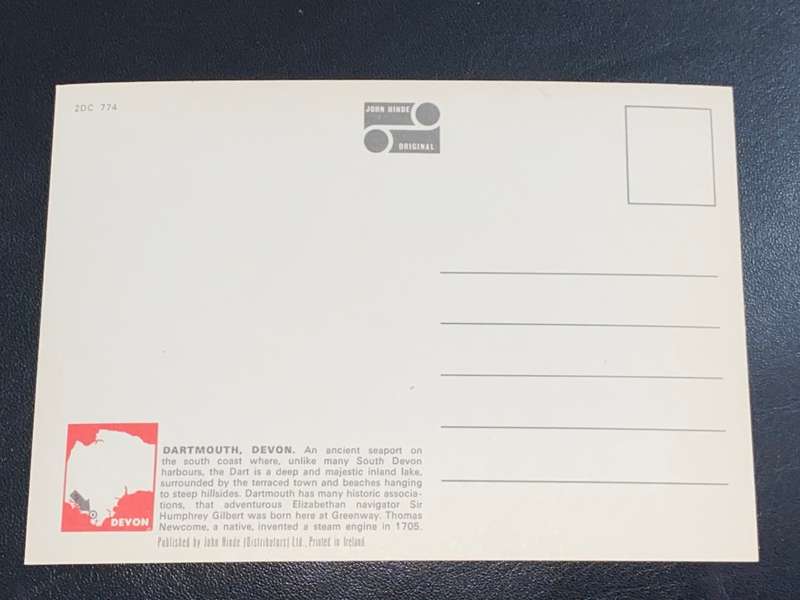 2DC 774
JOHN HINDE
ORIGINAL
DARTMOUTH, DEVON. An ancient seaport on
the south coast where, unlike many South Devon
harbours, the Dart is a deep and majestic inland lake,
surrounded by the terraced town and beaches hanging
to steep hillsides. Dartmouth has many historic associa-
tions, that adventurous Elizabethan navigator Sir
Humphrey Gilbert was born here at Greenway. Thomas
Newcome, a native, invented a steam engine in 1705.
DEVON
Published by John Hinde (Distributors) Ltd., Printed in Ireland